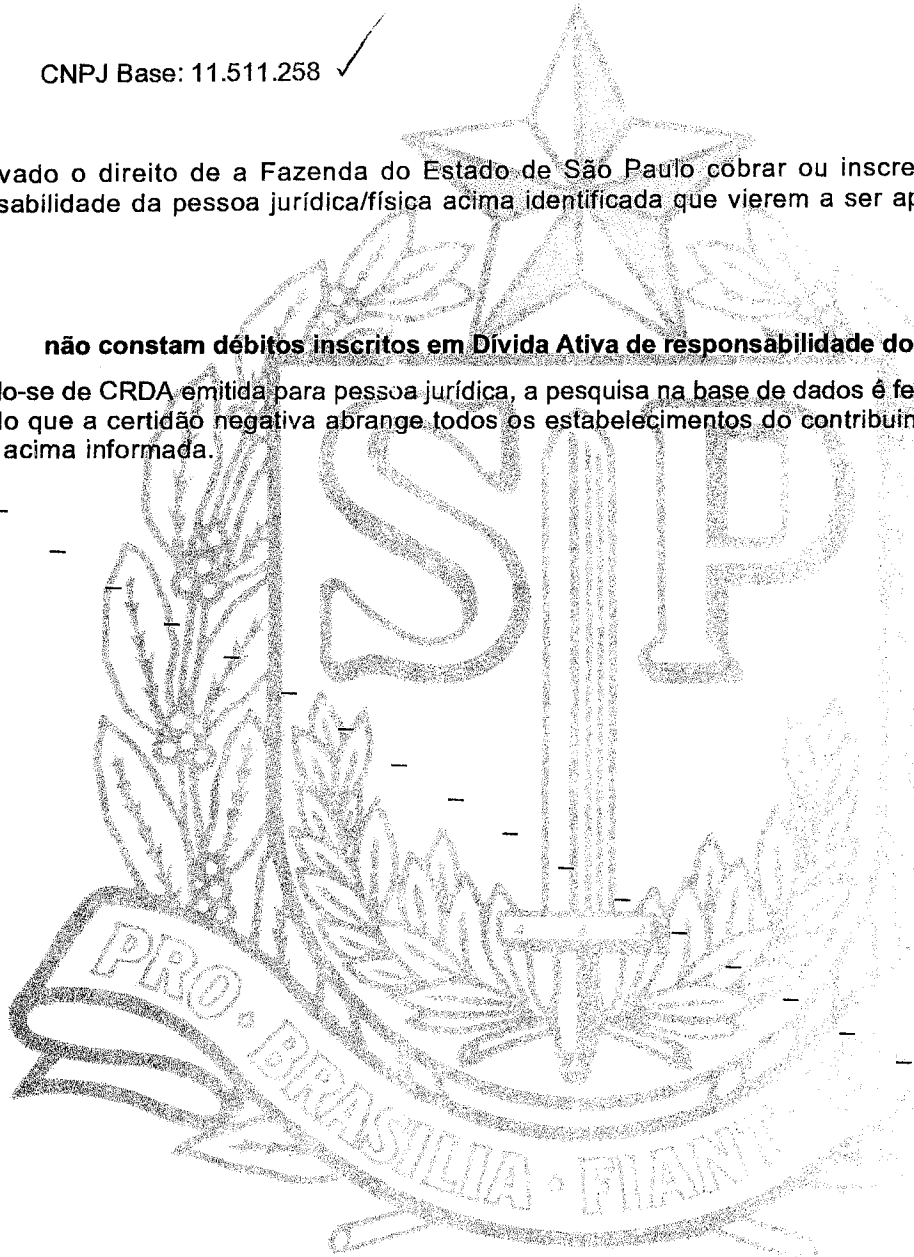 CNPJ Base: 11.511.258
vado o direito de a Fazenda do Estado de São Paulo cobrar ou inscre
sabilidade da pessoa jurídica/física acima identificada que vierem a ser ap
não constam débitos inscritos em Dívida Ativa de responsabilidade do
do-se de CRDA emitida para pessoa jurídica, a pesquisa na base de dados é fe
do que a certidão negativa abrange todos os estabelecimentos do contribuin
acima informada.
SP
PRO · BRASILIA · FIANT